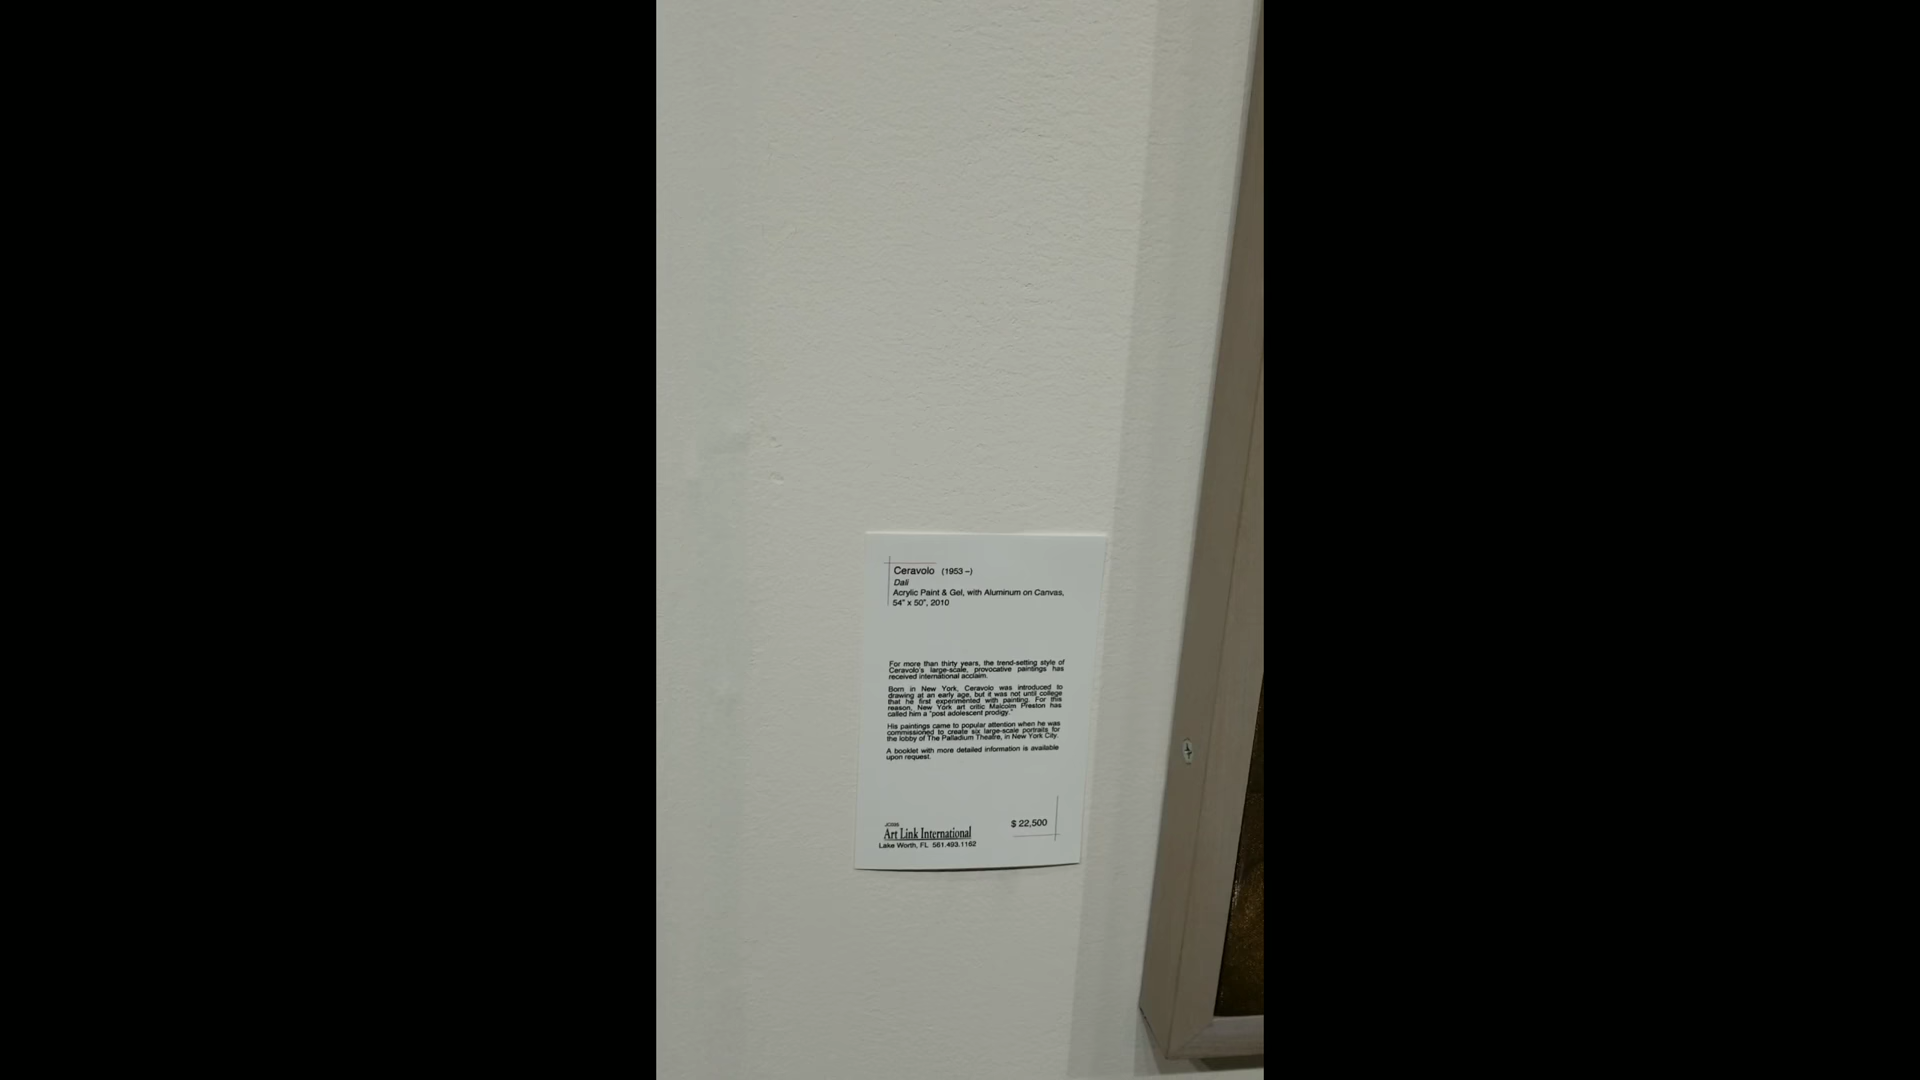 Ceravolo (1953 –)
Dali
Acrylic Paint & Gel, with Aluminum on Canvas,
54" x 50", 2010
For more than thirty years, the trend-setting style of
Ceravolo's large-scale, provocative paintings has
received international acclaim.
Born in New York, Ceravolo was introduced to
drawing at an early age, but it was not until college
that he first experimented with painting. For this
reason, New York art critic Malcolm Preston has
called him a "post adolescent prodigy."
His paintings came to popular attention when he was
commissioned to create six large-scale portraits for
the lobby of The Palladium Theatre, in New York City.
A booklet with more detailed information is available
upon request.
Art Link International
$ 22,500
Lake Worth, FL 561.493.1162